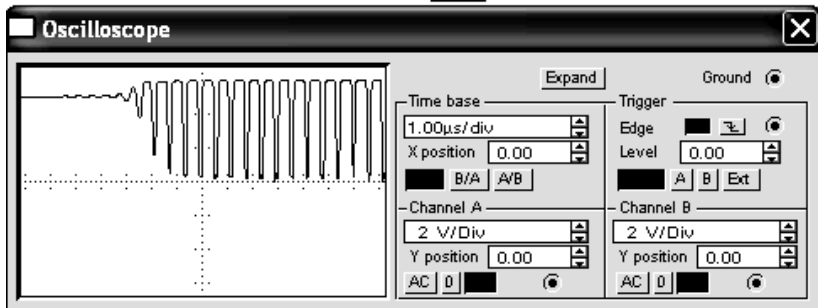 Oscilloscope
Expand
Ground
Time base
1.00µs/div
X position 0.00
B/A A/B
Trigger
Edge
Level 0.00
A B Ext
Channel A
2 V/Div
Y position 0.00
AC 0
Channel B
2 V/Div
Y position 0.00
AC 0